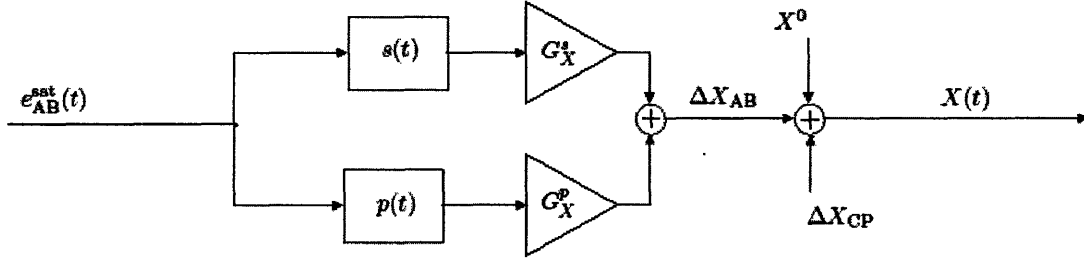 e_AB^sat(t)
s(t)
G_X^s
X^0
ΔX_AB
X(t)
p(t)
G_X^p
ΔX_CP